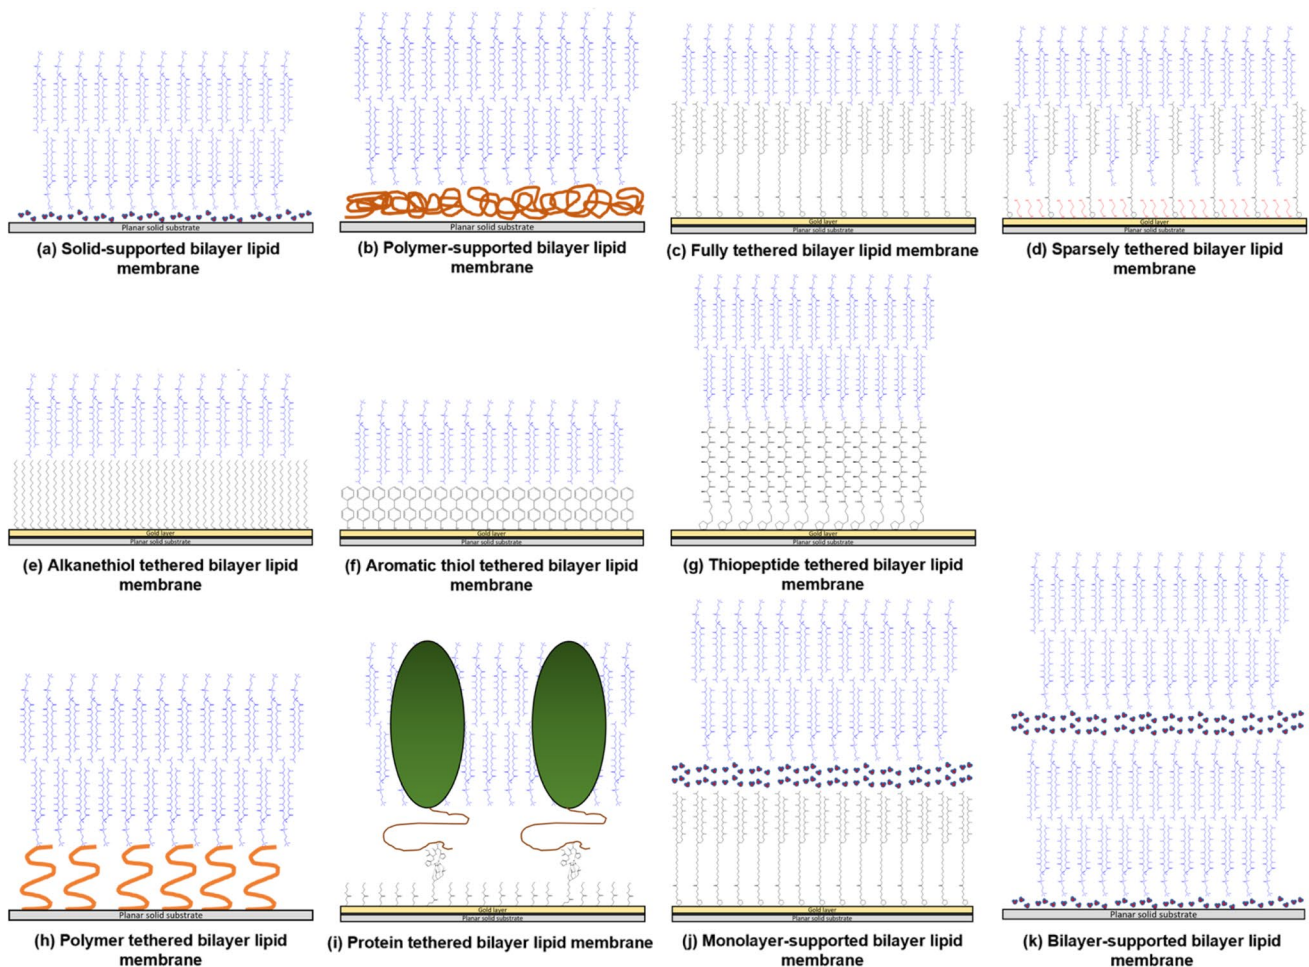 Planar solid substrate
(a) Solid-supported bilayer lipid
membrane
Planar solid substrate
(b) Polymer-supported bilayer lipid
membrane
Gold layer
Planar solid substrate
(c) Fully tethered bilayer lipid membrane
Gold layer
Planar solid substrate
(d) Sparsely tethered bilayer lipid
membrane
Gold layer
Planar solid substrate
(e) Alkanethiol tethered bilayer lipid
membrane
Gold layer
Planar solid substrate
(f) Aromatic thiol tethered bilayer lipid
membrane
Gold layer
Planar solid substrate
(g) Thiopeptide tethered bilayer lipid
membrane
Planar solid substrate
(h) Polymer tethered bilayer lipid
membrane
Gold layer
Planar solid substrate
(i) Protein tethered bilayer lipid membrane
Gold layer
Planar solid substrate
(j) Monolayer-supported bilayer lipid
membrane
Planar solid substrate
(k) Bilayer-supported bilayer lipid
membrane